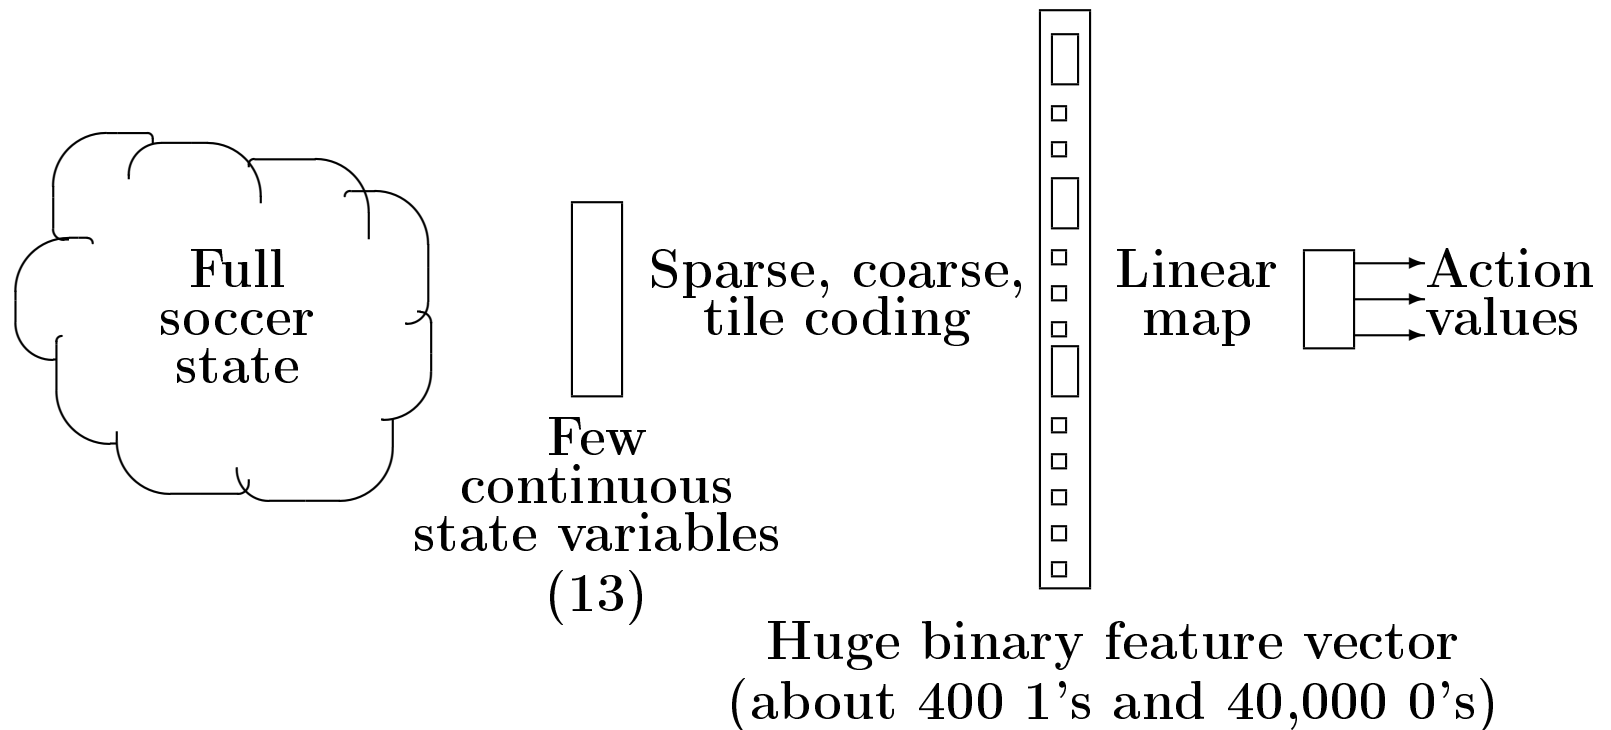 Full
soccer
state
Few
continuous
state variables
(13)
Sparse, coarse,
tile coding
Huge binary feature vector
(about 400 1's and 40,000 0's)
Linear
map
Action
values